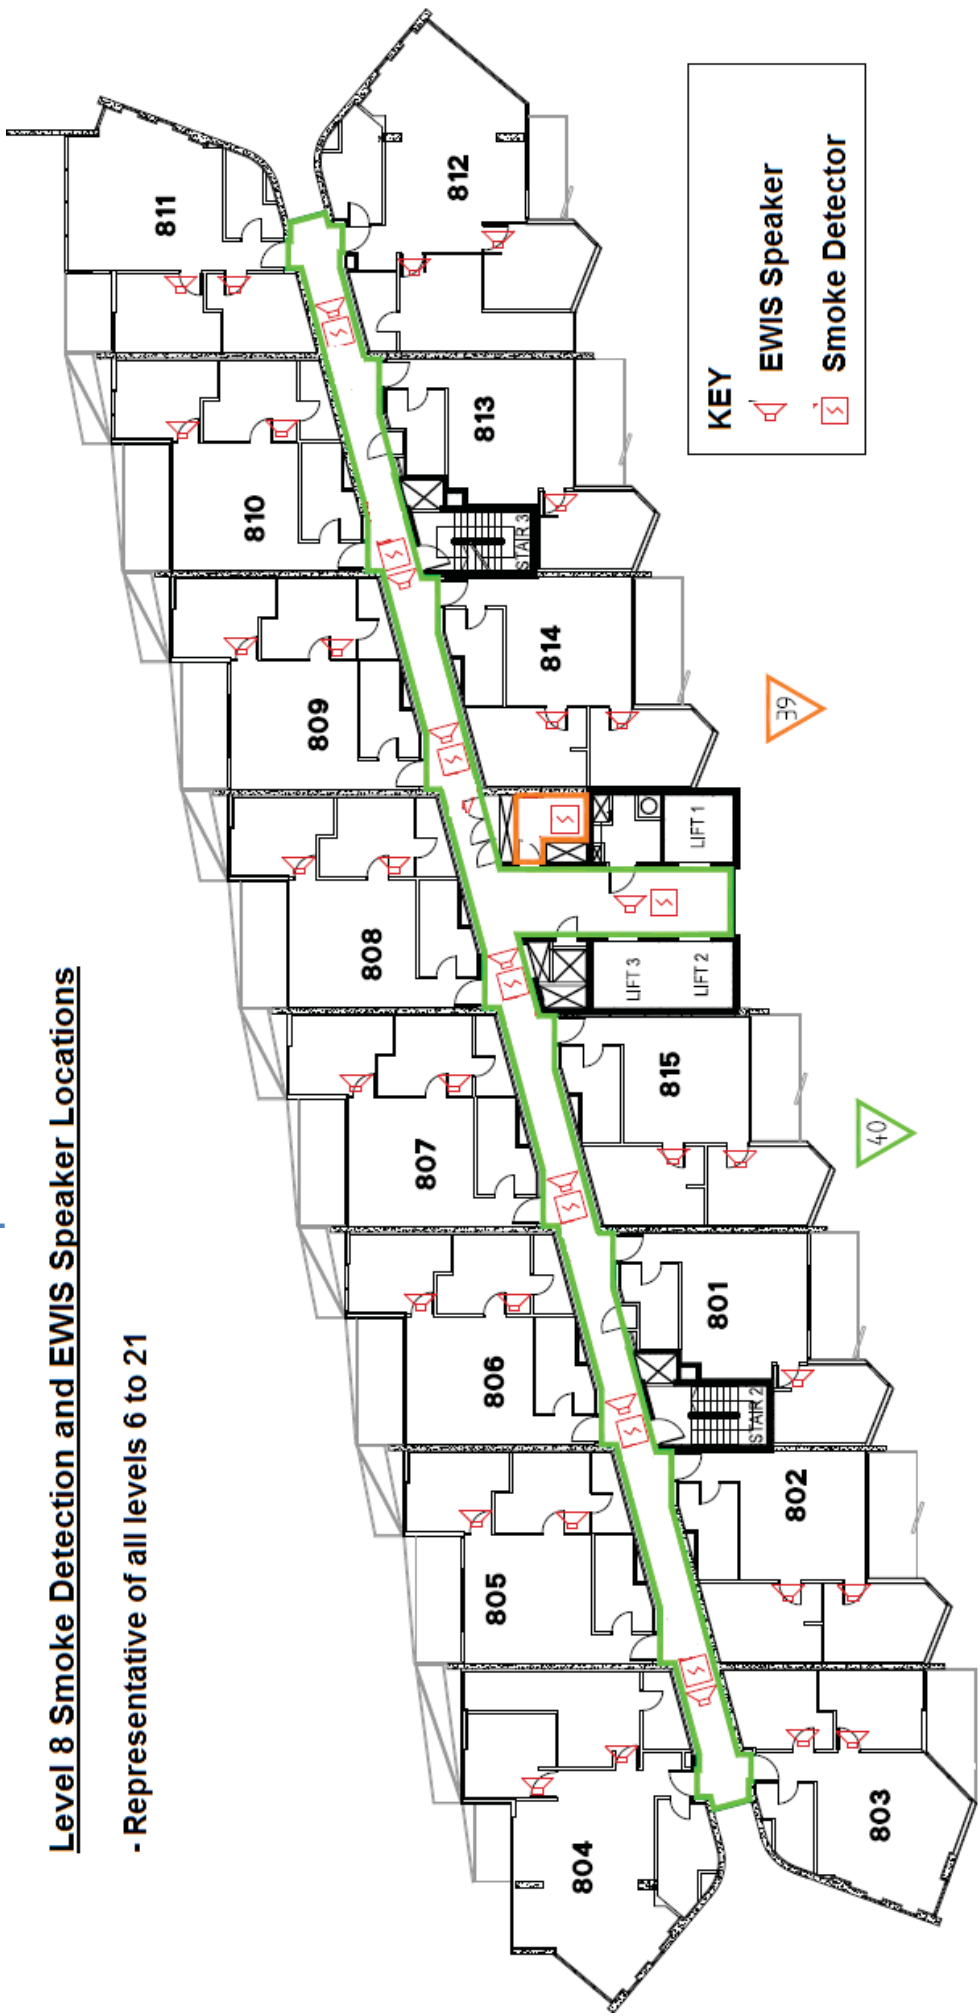 Level 8 Smoke Detection and EWIS Speaker Locations
- Representative of all levels 6 to 21
804
805
806
807
808
809
810
811
803
802
801
815
814
813
812
STAIR 2
LIFT 3
LIFT 2
LIFT 1
STAIR 3
40
39
KEY
EWIS Speaker
Smoke Detector